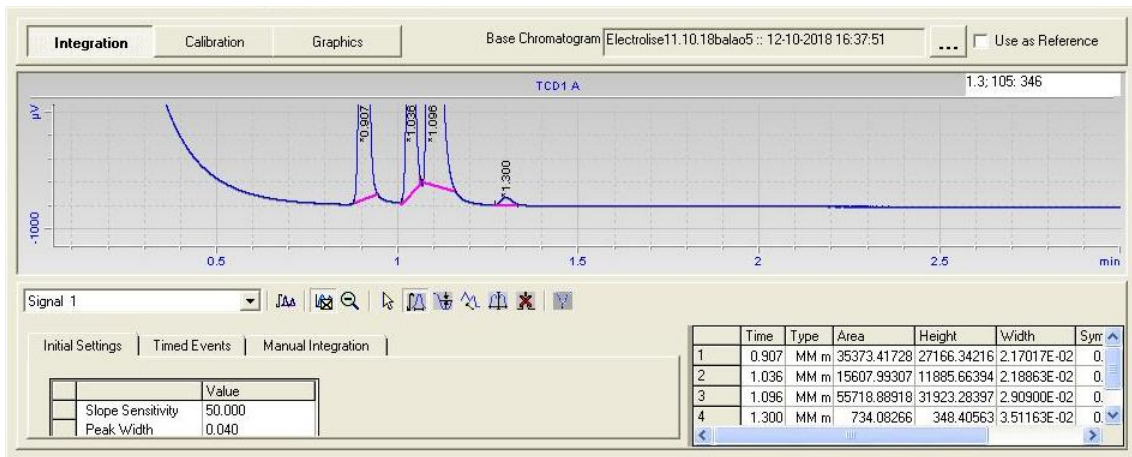 Integration Calibration Graphics Base Chromatogram Electrolise11.10.18balao5 :: 12-10-2018 16:37:51 ... Use as Reference
TCD1 A 1.3; 105: 346
µV
*0.907 *1.036 *1.096 *1.300
-1000
0.5 1 1.5 2 2.5 min
Signal 1
Initial Settings Timed Events Manual Integration
Value
Slope Sensitivity 50.000
Peak Width 0.040
Time Type Area Height Width Sym
1 0.907 MM m 35373.41728 27166.34216 2.17017E-02 0.
2 1.036 MM m 15607.99307 11885.66394 2.18863E-02 0.
3 1.096 MM m 55718.88918 31923.28397 2.90900E-02 0.
4 1.300 MM m 734.08266 348.40563 3.51163E-02 0.